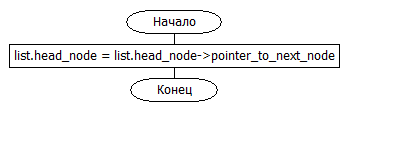 Начало
list.head_node = list.head_node->pointer_to_next_node
Конец